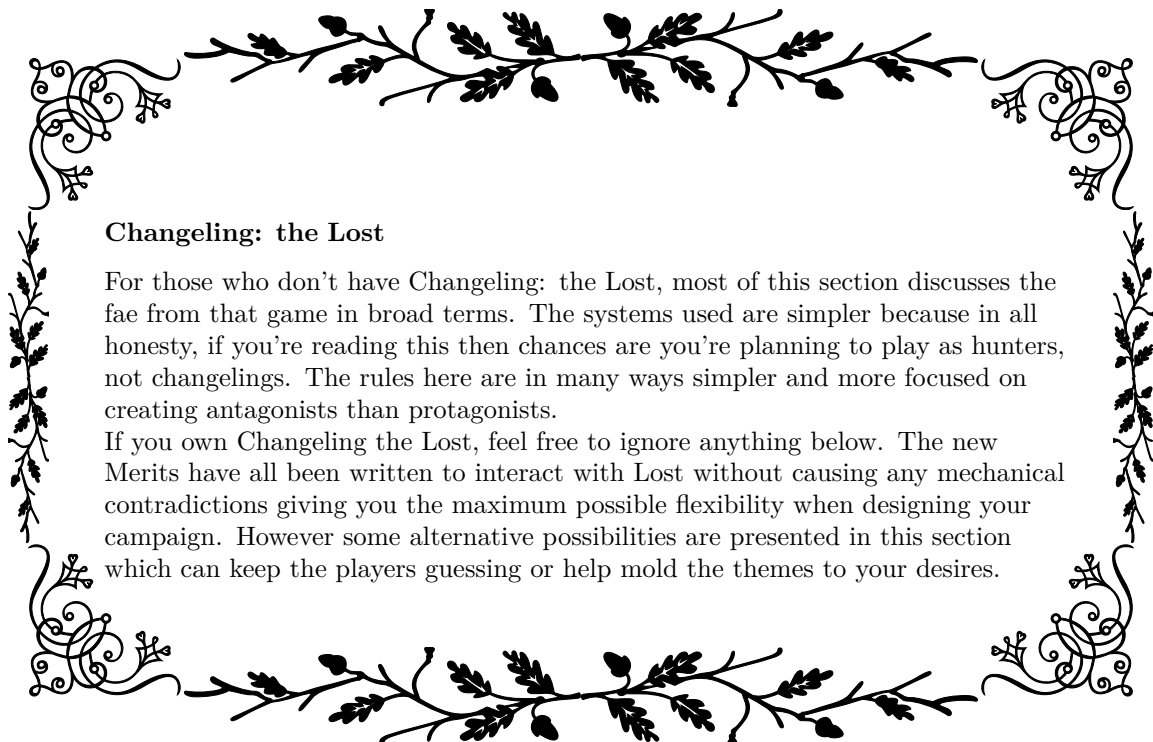 Changeling: the Lost
For those who don't have Changeling: the Lost, most of this section discusses the
fae from that game in broad terms. The systems used are simpler because in all
honesty, if you're reading this then chances are you're planning to play as hunters,
not changelings. The rules here are in many ways simpler and more focused on
creating antagonists than protagonists.
If you own Changeling the Lost, feel free to ignore anything below. The new
Merits have all been written to interact with Lost without causing any mechanical
contradictions giving you the maximum possible flexibility when designing your
campaign. However some alternative possibilities are presented in this section
which can keep the players guessing or help mold the themes to your desires.